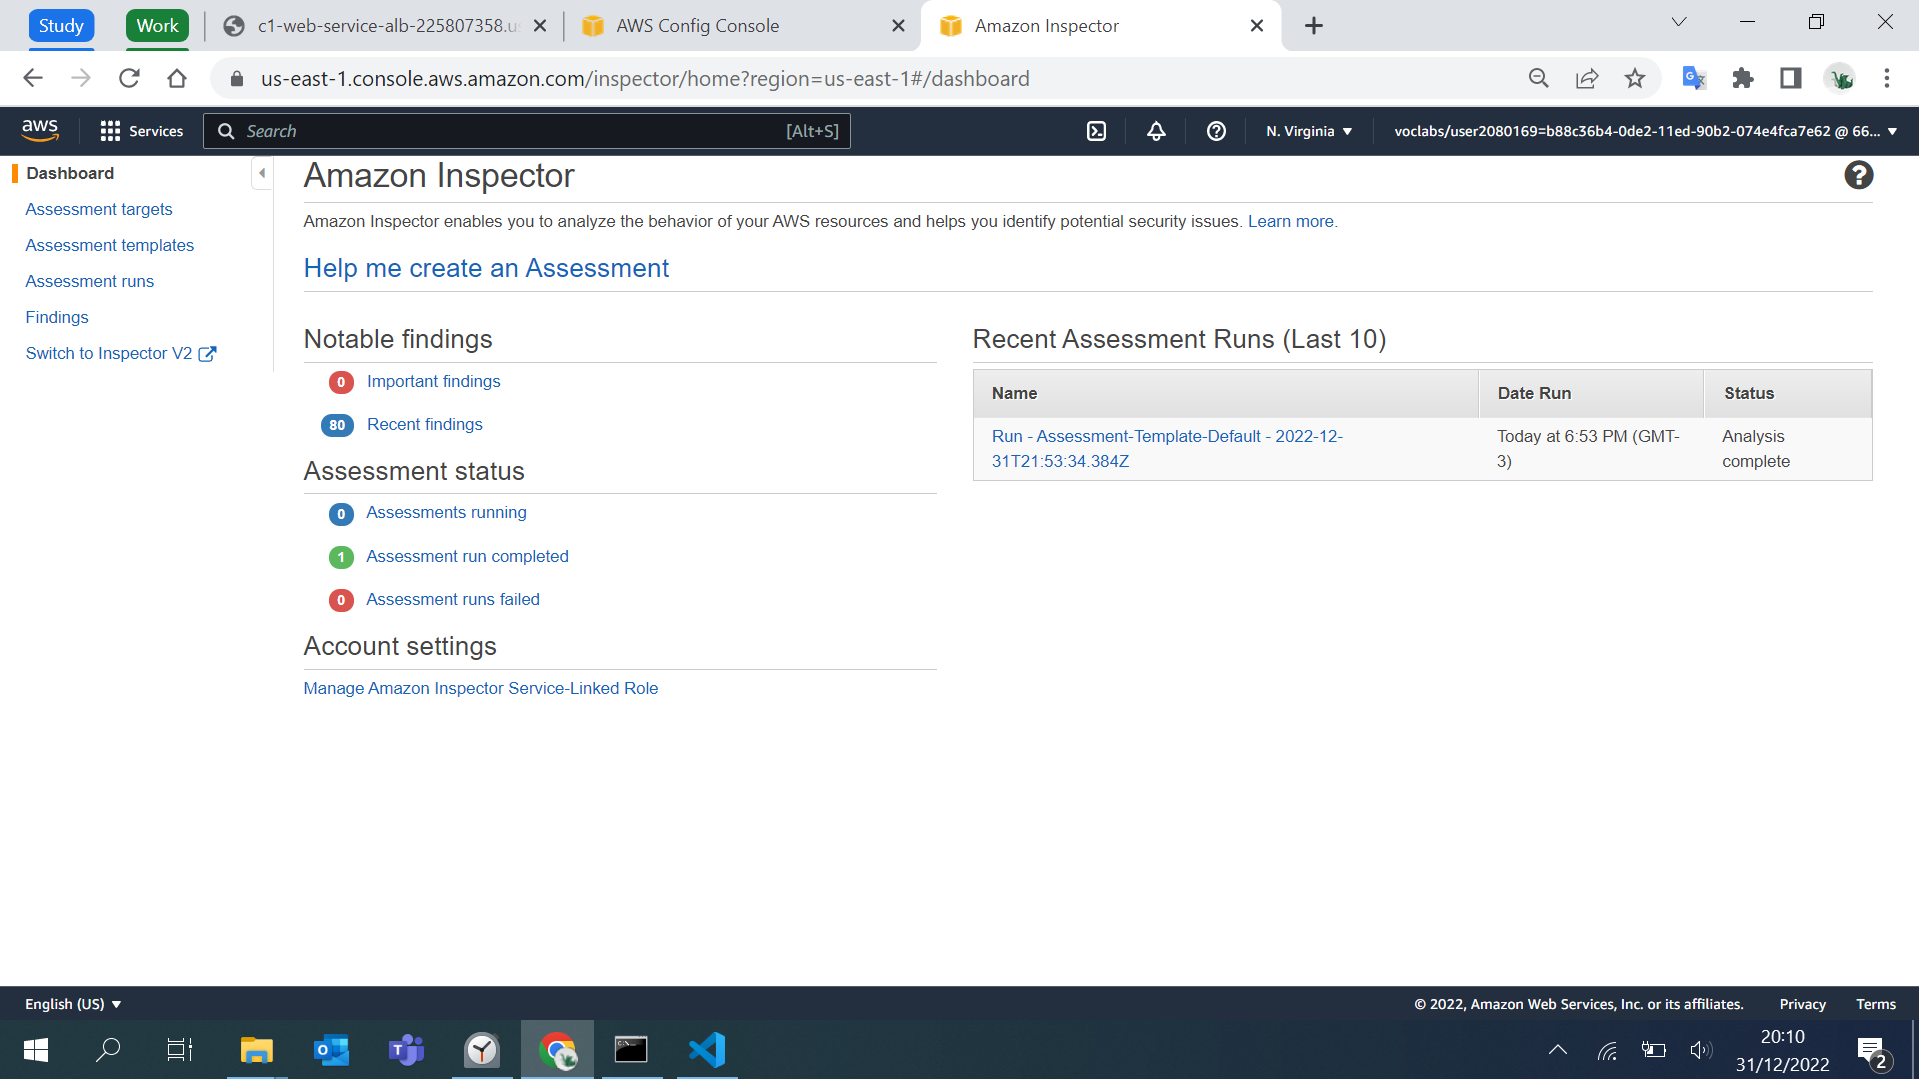 Study
Work
c1-web-service-alb-225807358.us
AWS Config Console
Amazon Inspector
us-east-1.console.aws.amazon.com/inspector/home?region=us-east-1#/dashboard
aws
Services
Search
[Alt+S]
N. Virginia
voclabs/user2080169=b88c36b4-0de2-11ed-90b2-074e4fca7e62 @ 66...
Dashboard
Assessment targets
Assessment templates
Assessment runs
Findings
Switch to Inspector V2
Amazon Inspector
Amazon Inspector enables you to analyze the behavior of your AWS resources and helps you identify potential security issues. Learn more.
Help me create an Assessment
Notable findings
0 Important findings
80 Recent findings
Assessment status
0 Assessments running
1 Assessment run completed
0 Assessment runs failed
Account settings
Manage Amazon Inspector Service-Linked Role
Recent Assessment Runs (Last 10)
Name Date Run Status
Run - Assessment-Template-Default - 2022-12-
31T21:53:34.384Z
Today at 6:53 PM (GMT-
3)
Analysis
complete
English (US)
© 2022, Amazon Web Services, Inc. or its affiliates.
Privacy
Terms
20:10
31/12/2022
2